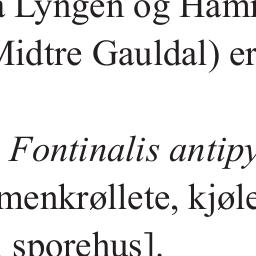 Lyngen og Ham
Midtre Gauldal) er
Fontinalis antipy
menkrøllete, kjøle
sporehus].